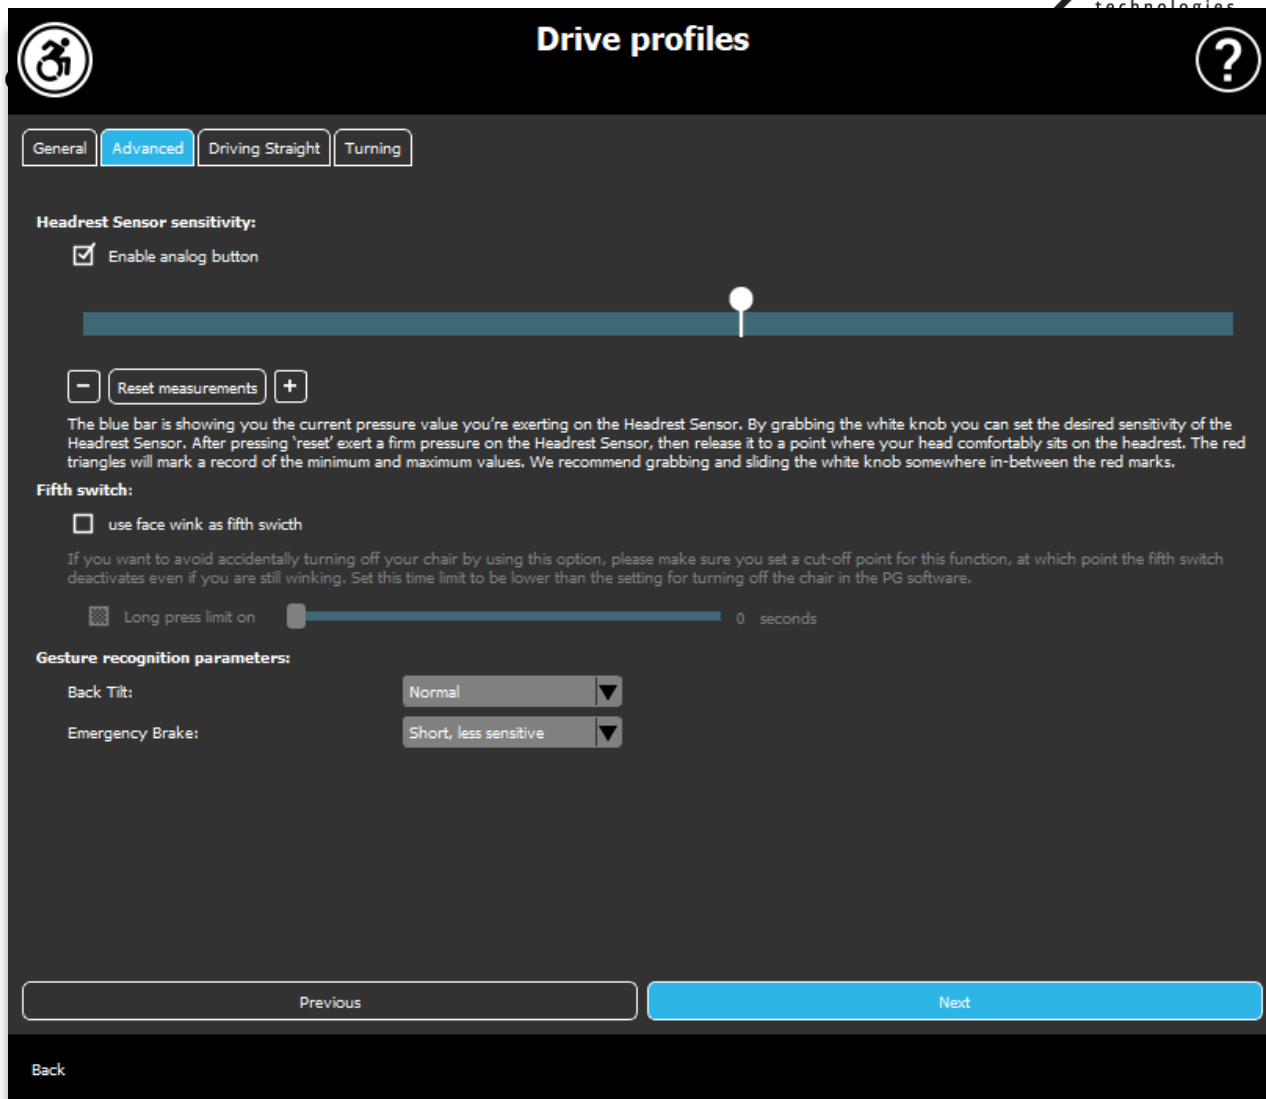 technologies
Drive profiles
?
General Advanced Driving Straight Turning
Headrest Sensor sensitivity:
Enable analog button
− Reset measurements +
The blue bar is showing you the current pressure value you're exerting on the Headrest Sensor. By grabbing the white knob you can set the desired sensitivity of the
Headrest Sensor. After pressing 'reset' exert a firm pressure on the Headrest Sensor, then release it to a point where your head comfortably sits on the headrest. The red
triangles will mark a record of the minimum and maximum values. We recommend grabbing and sliding the white knob somewhere in-between the red marks.
Fifth switch:
use face wink as fifth swicth
If you want to avoid accidentally turning off your chair by using this option, please make sure you set a cut-off point for this function, at which point the fifth switch
deactivates even if you are still winking. Set this time limit to be lower than the setting for turning off the chair in the PG software.
Long press limit on 0 seconds
Gesture recognition parameters:
Back Tilt: Normal
Emergency Brake: Short, less sensitive
Previous Next
Back